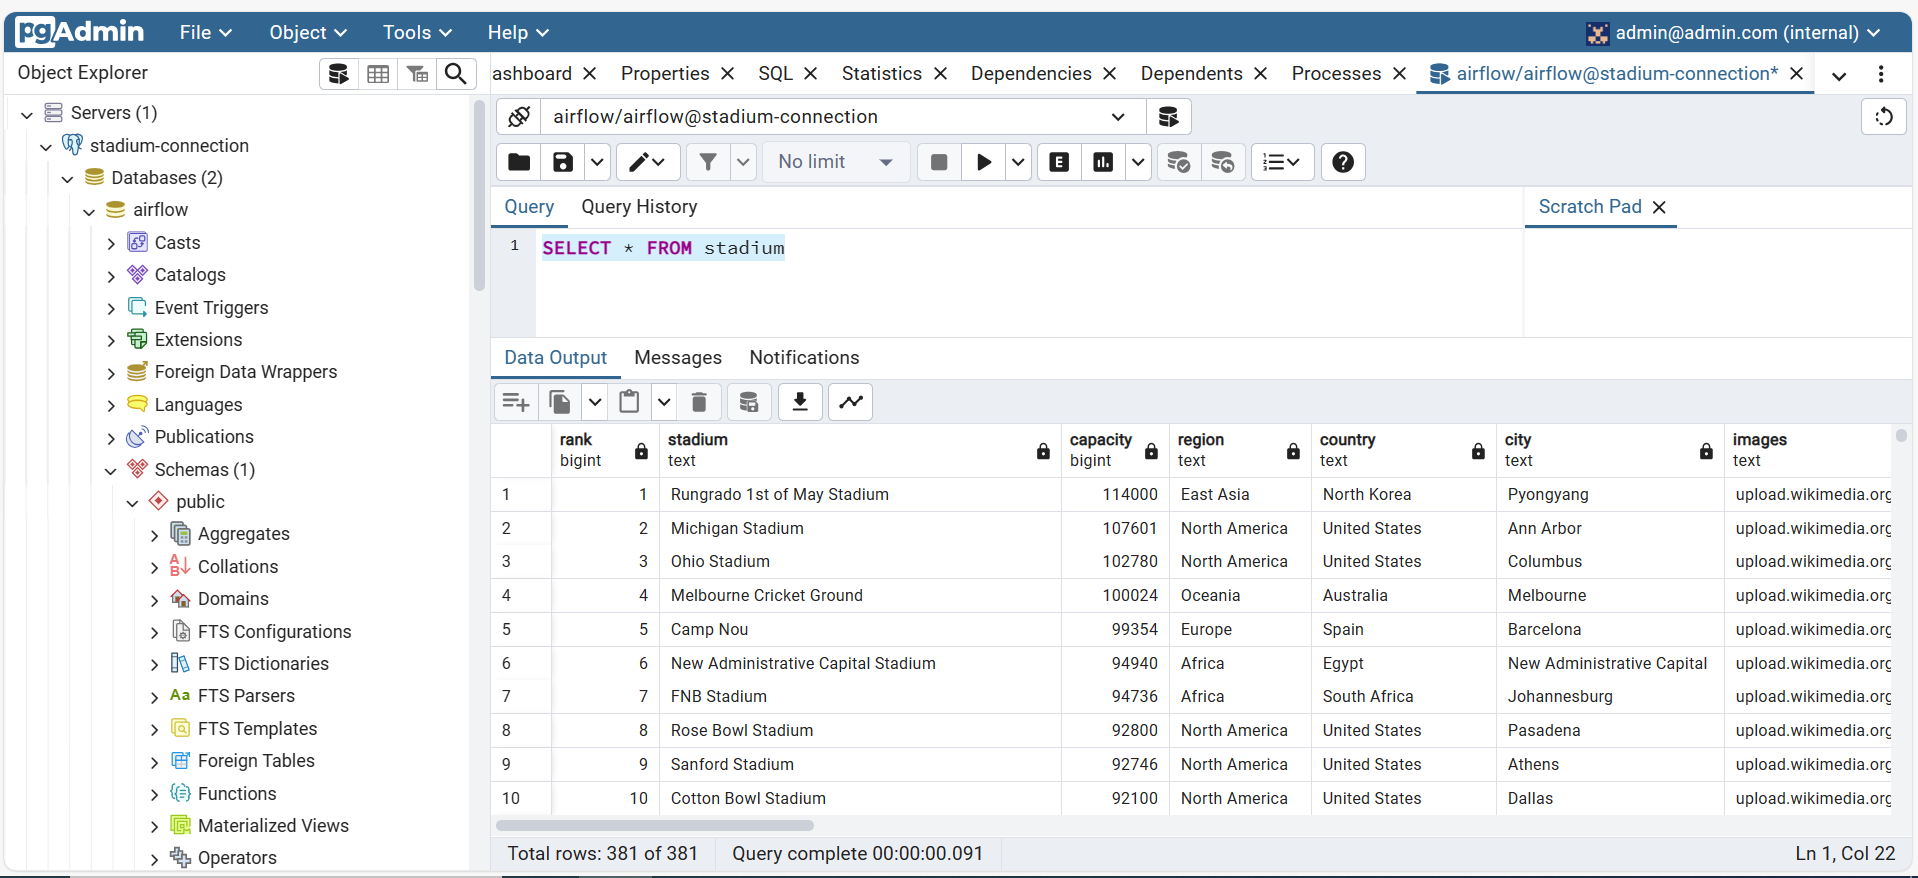 pgAdmin File Object Tools Help admin@admin.com (internal)
Object Explorer
ashboard Properties SQL Statistics Dependencies Dependents Processes airflow/airflow@stadium-connection*
Servers (1)
stadium-connection
Databases (2)
airflow
Casts
Catalogs
Event Triggers
Extensions
Foreign Data Wrappers
Languages
Publications
Schemas (1)
public
Aggregates
Collations
Domains
FTS Configurations
FTS Dictionaries
Aa FTS Parsers
FTS Templates
Foreign Tables
Functions
Materialized Views
Operators
airflow/airflow@stadium-connection
No limit E
Query Query History
Scratch Pad
1 SELECT * FROM stadium
Data Output Messages Notifications
rank stadium capacity region country city images
bigint text bigint text text text text
1 1 Rungrado 1st of May Stadium 114000 East Asia North Korea Pyongyang upload.wikimedia.org
2 2 Michigan Stadium 107601 North America United States Ann Arbor upload.wikimedia.org
3 3 Ohio Stadium 102780 North America United States Columbus upload.wikimedia.org
4 4 Melbourne Cricket Ground 100024 Oceania Australia Melbourne upload.wikimedia.org
5 5 Camp Nou 99354 Europe Spain Barcelona upload.wikimedia.org
6 6 New Administrative Capital Stadium 94940 Africa Egypt New Administrative Capital upload.wikimedia.org
7 7 FNB Stadium 94736 Africa South Africa Johannesburg upload.wikimedia.org
8 8 Rose Bowl Stadium 92800 North America United States Pasadena upload.wikimedia.org
9 9 Sanford Stadium 92746 North America United States Athens upload.wikimedia.org
10 10 Cotton Bowl Stadium 92100 North America United States Dallas upload.wikimedia.org
Total rows: 381 of 381 Query complete 00:00:00.091 Ln 1, Col 22